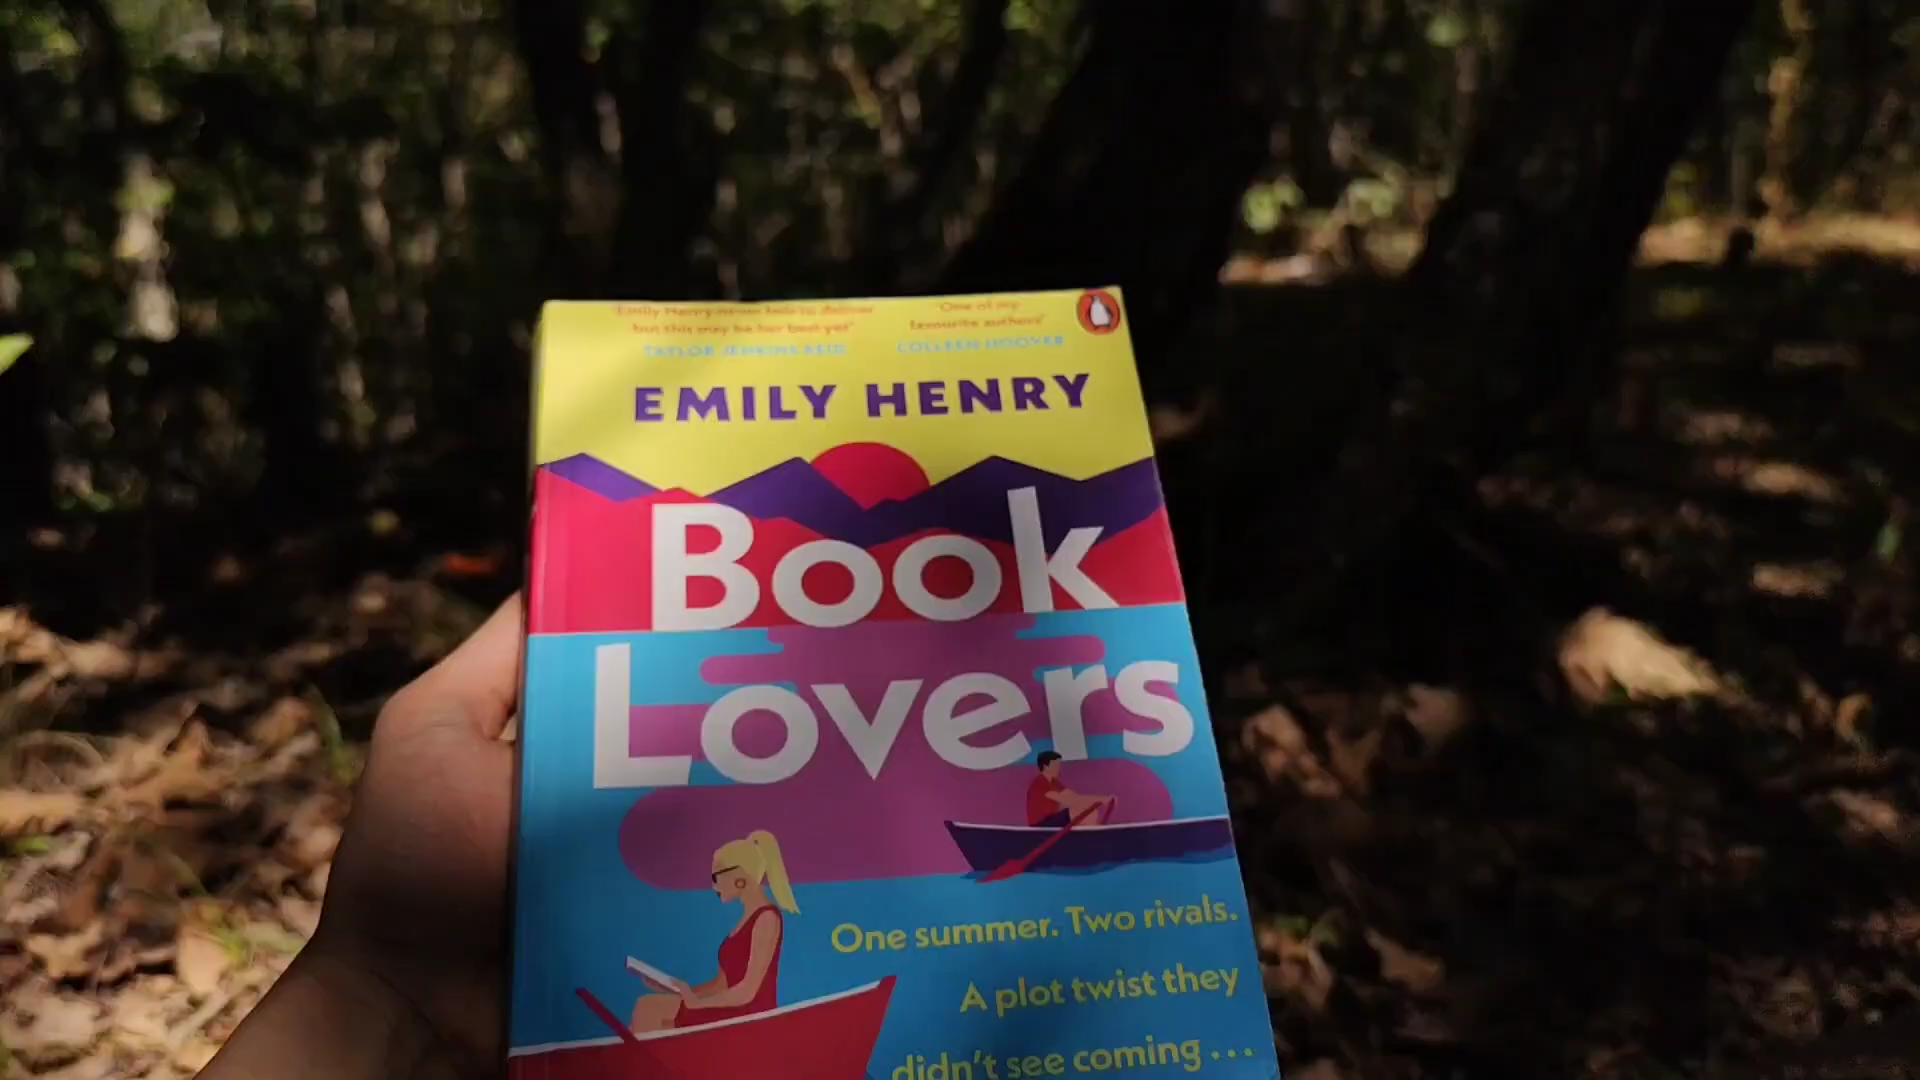 'Emily Henry never fails to deliver
but this may be her best yet'
TAYLOR JENKINS REID
'One of my
favourite authors'
COLLEEN HOOVER
EMILY HENRY
Book
Lovers
One summer. Two rivals.
A plot twist they
didn't see coming ...